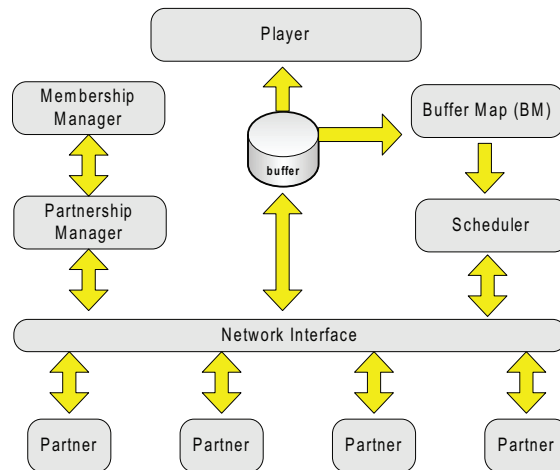 Player
Membership
Manager
Buffer Map (BM)
buffer
Partnership
Manager
Scheduler
Network Interface
Partner
Partner
Partner
Partner